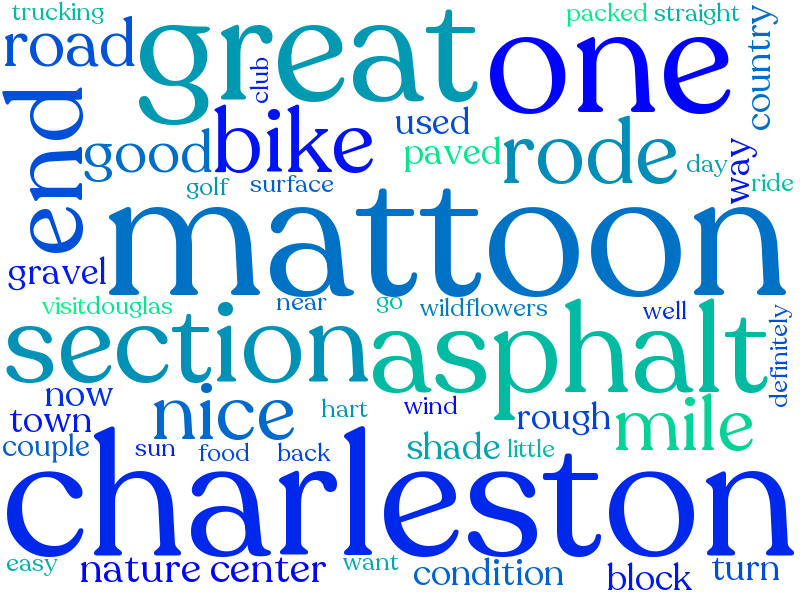 trucking
packed straight
road
great
one
country
club
end
good
bike
used
paved
rode
day
way
ride
golf
surface
mattoon
gravel
visitdouglas
near
go
wildflowers
well
section
asphalt
definitely
now
town
nice
hart
wind
rough
mile
couple
sun
food
back
shade
little
charleston
easy
nature center
want
condition
block
turn